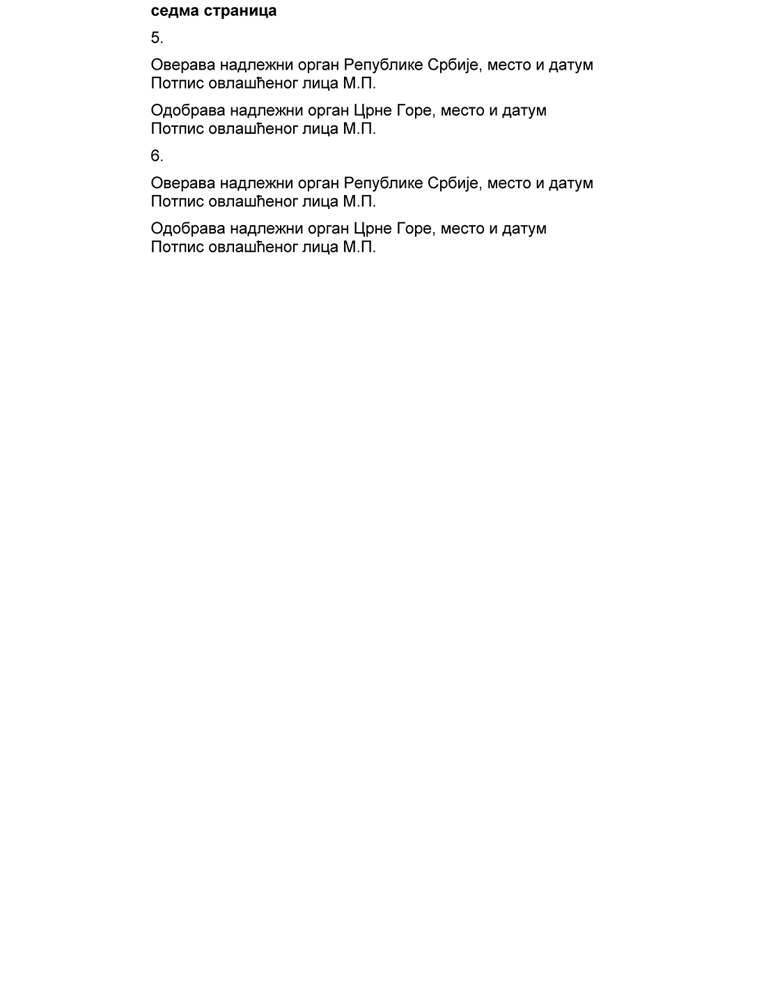 седма страница
5.
Оверава надлежни орган Републике Србије, место и датум
Потпис овлашћеног лица М.П.
Одобрава надлежни орган Црне Горе, место и датум
Потпис овлашћеног лица М.П.
6.
Оверава надлежни орган Републике Србије, место и датум
Потпис овлашћеног лица М.П.
Одобрава надлежни орган Црне Горе, место и датум
Потпис овлашћеног лица М.П.